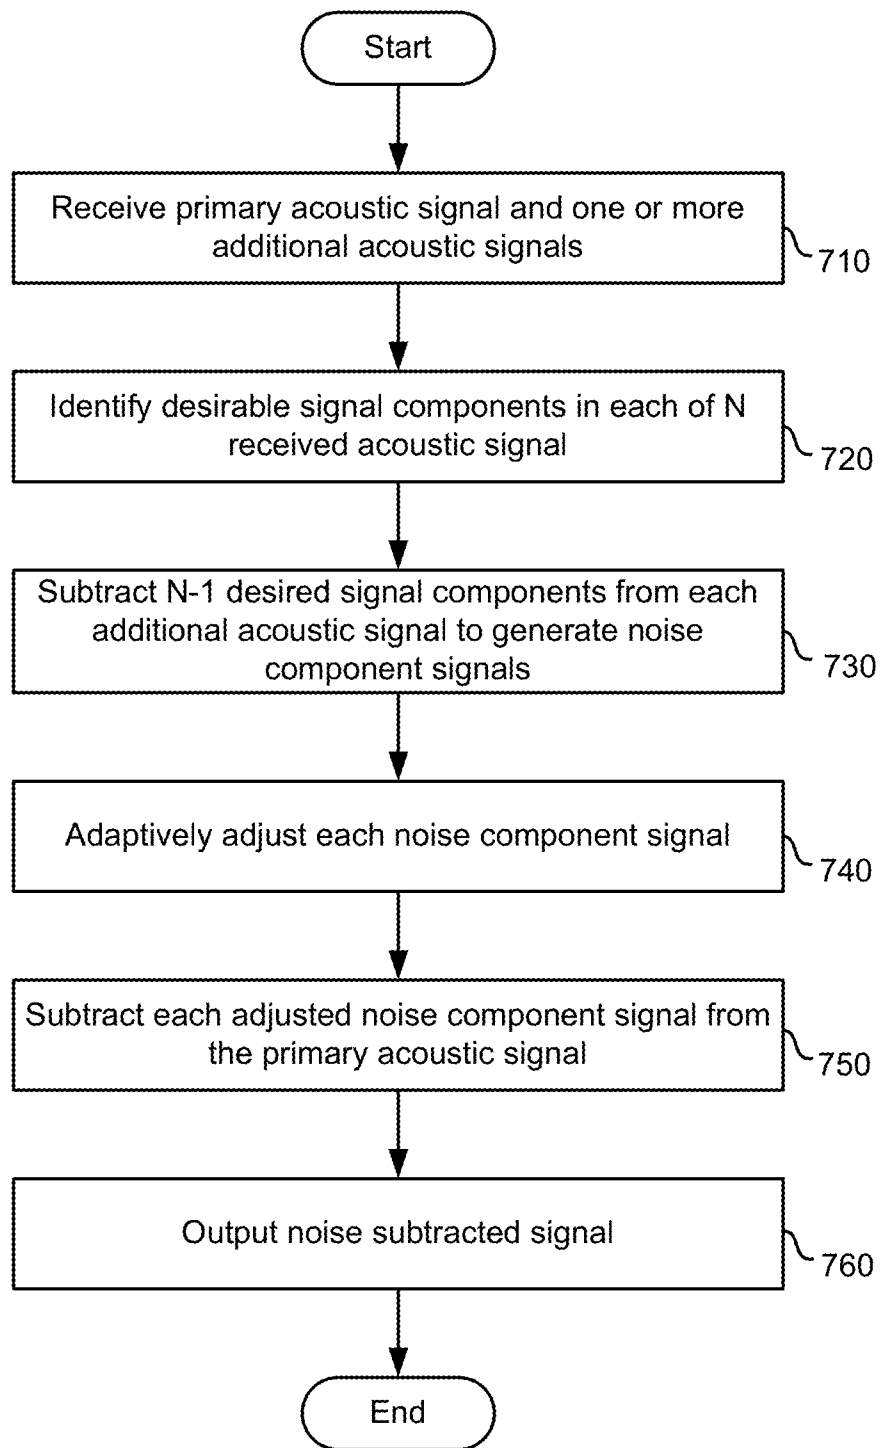 Start
Receive primary acoustic signal and one or more
additional acoustic signals
710
Identify desirable signal components in each of N
received acoustic signal
720
Subtract N-1 desired signal components from each
additional acoustic signal to generate noise
component signals
730
Adaptively adjust each noise component signal
740
Subtract each adjusted noise component signal from
the primary acoustic signal
750
Output noise subtracted signal
760
End